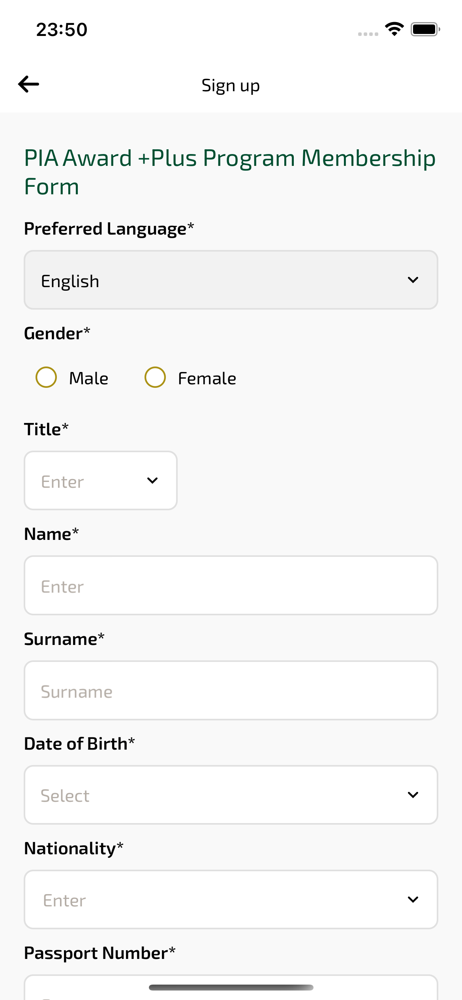 23:50
Sign up
PIA Award +Plus Program Membership
Form
Preferred Language*
English
Gender*
Male Female
Title*
Enter
Name*
Enter
Surname*
Surname
Date of Birth*
Select
Nationality*
Enter
Passport Number*